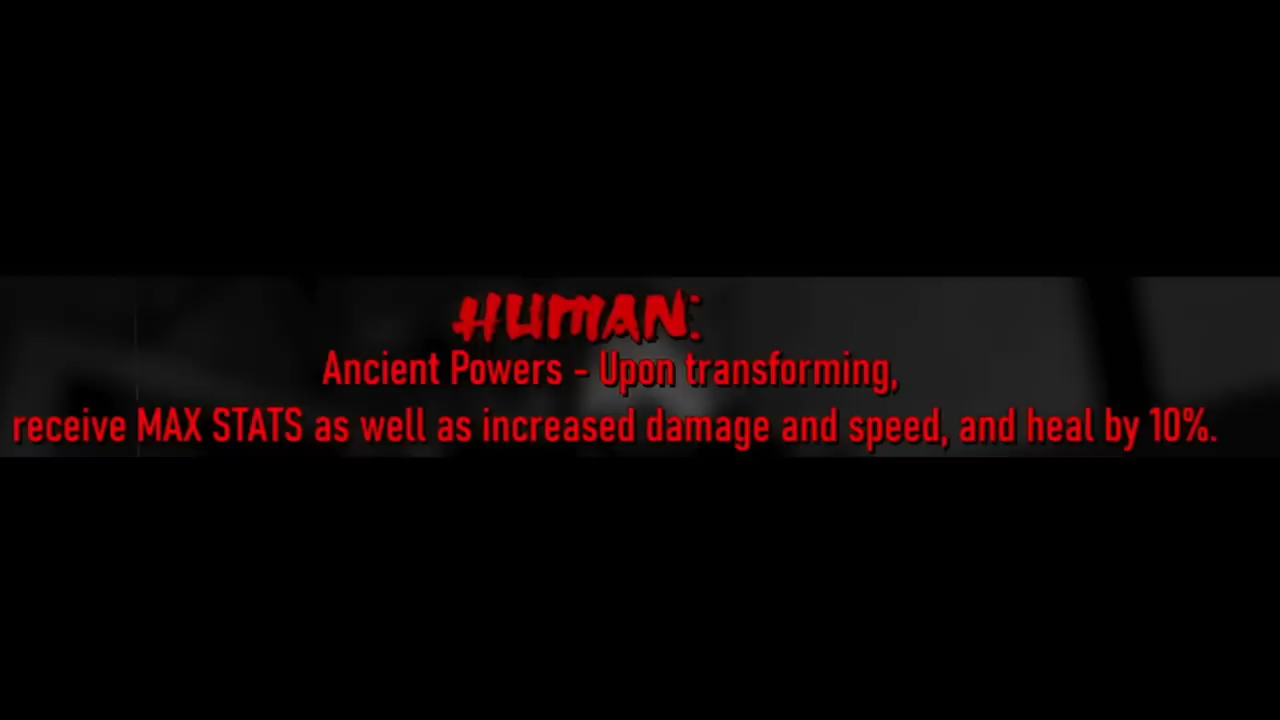 HUMAN:
Ancient Powers - Upon transforming,
receive MAX STATS as well as increased damage and speed, and heal by 10%.